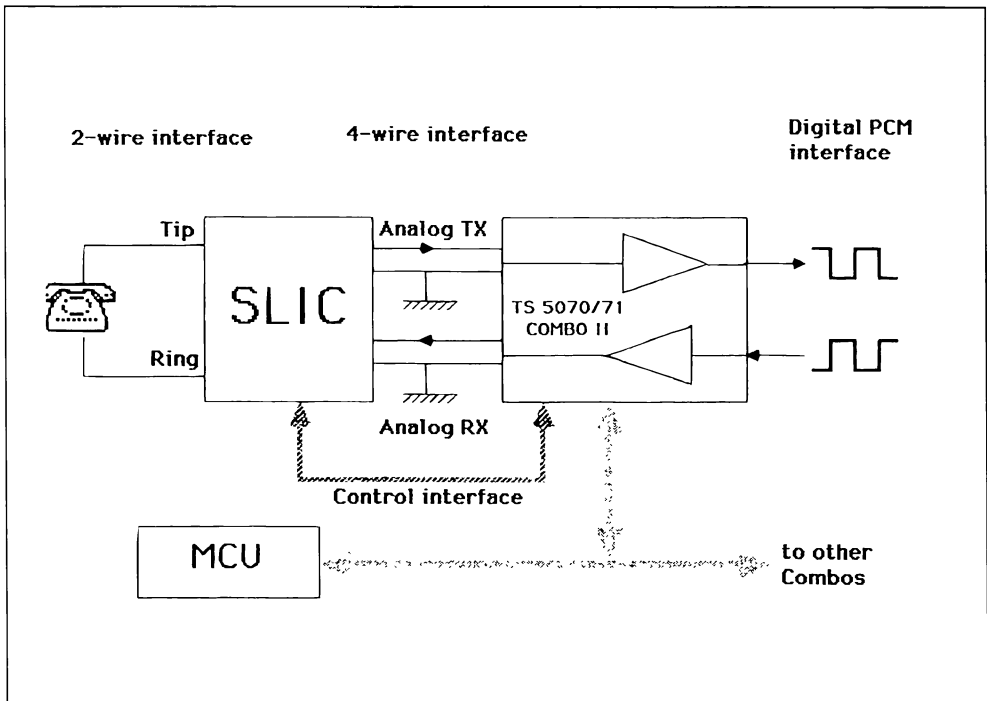 2-wire interface
4-wire interface
Digital PCM
interface
Tip
Analog TX
SLIC
TS 5070/71
COMBO II
Ring
Analog RX
Control interface
MCU
to other
Combos